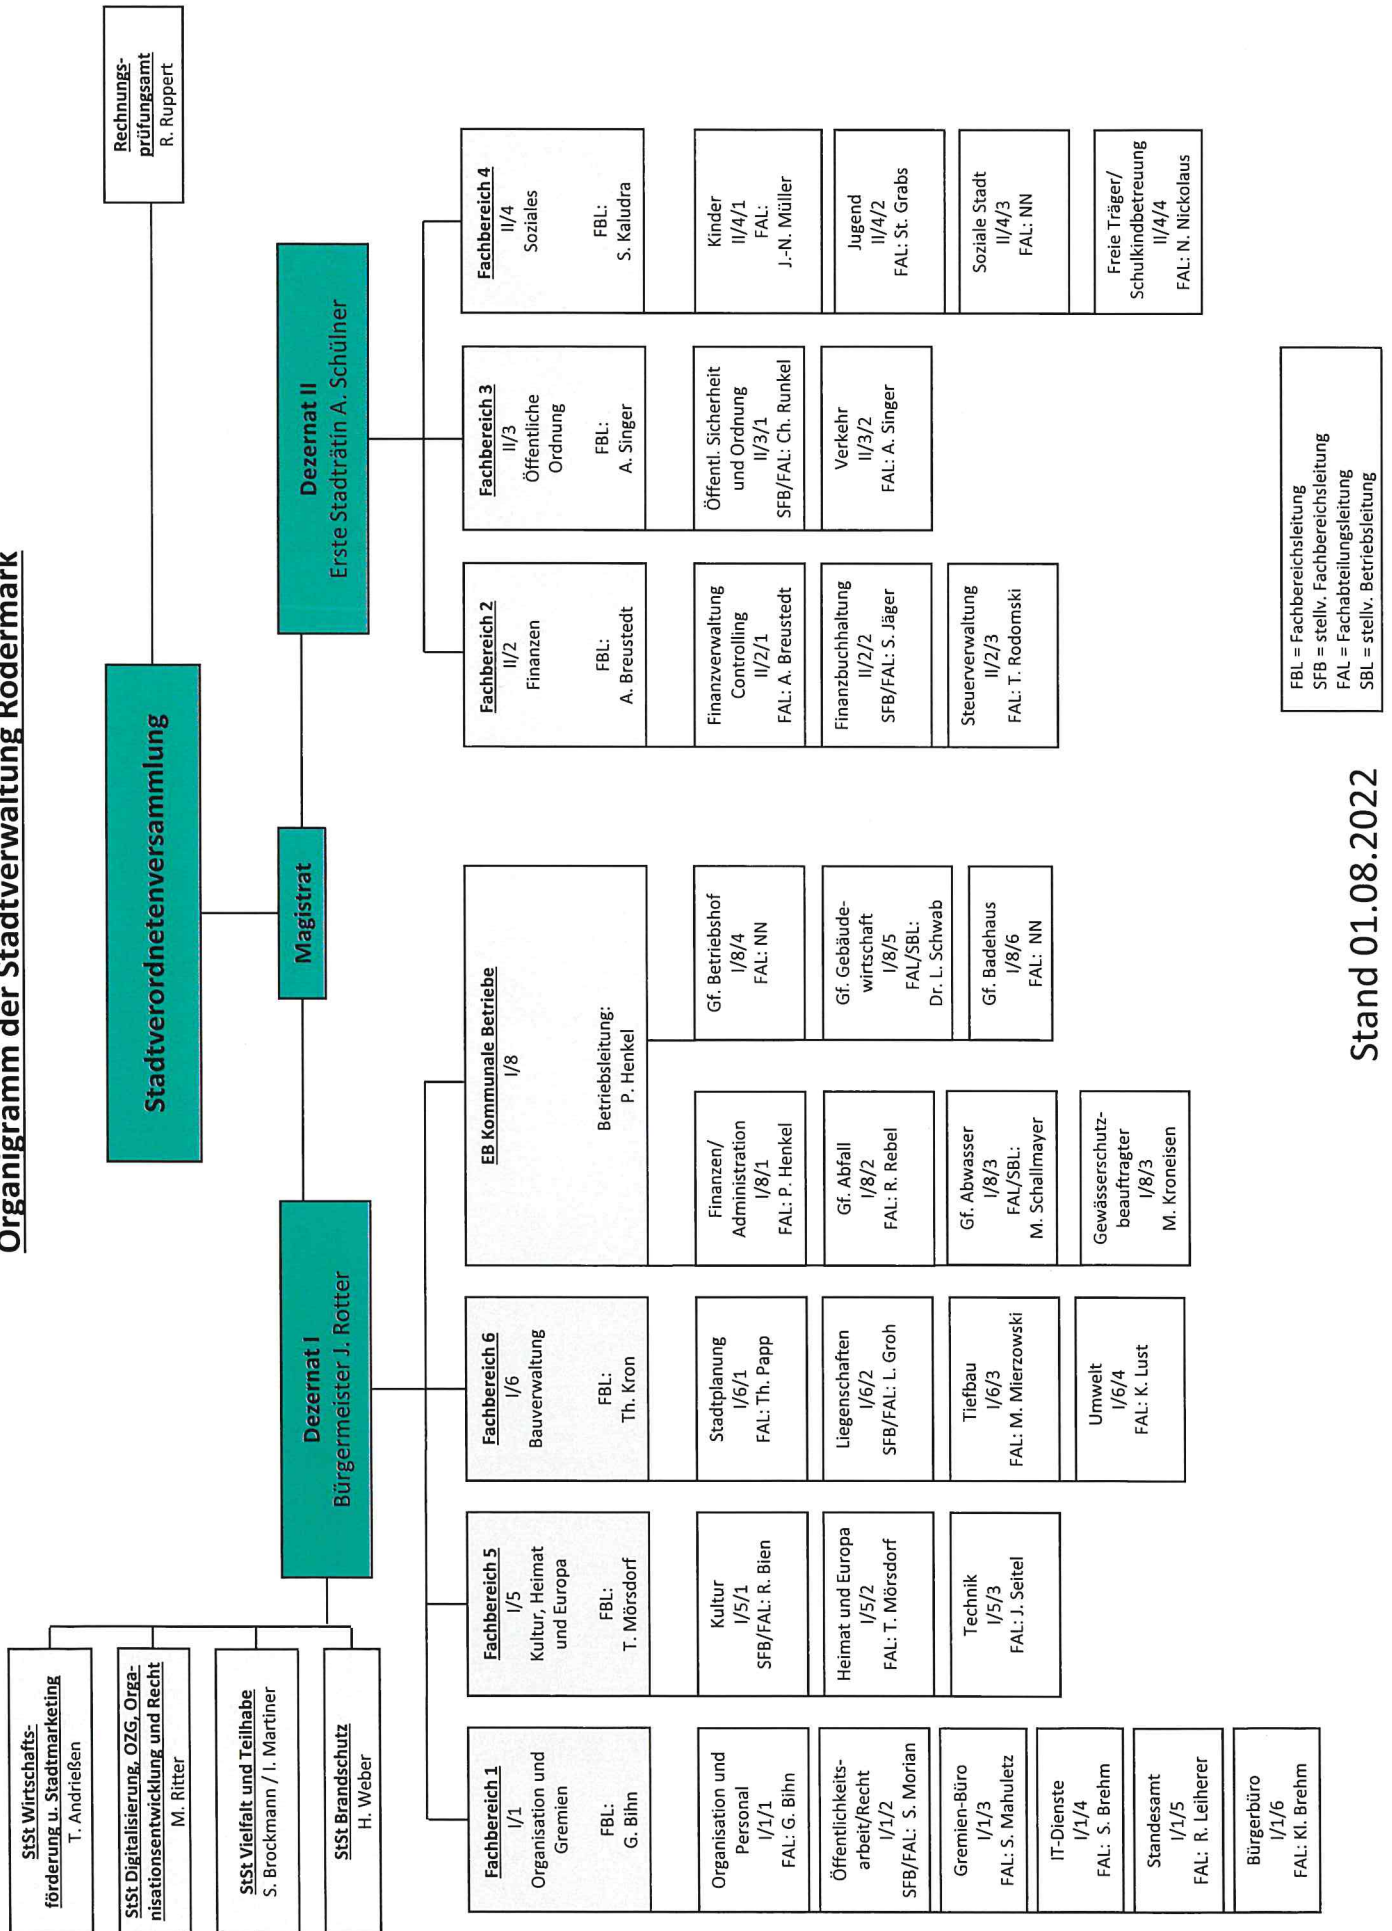 Organigramm der Stadtverwaltung Rödermark
Rechnungs-
prüfungsamt
R. Ruppert
Stadtverordnetenversammlung
Magistrat
StSt Wirtschafts-
förderung u. Stadtmarketing
T. Andrießen
StSt Digitalisierung, OZG, Orga-
nisationsentwicklung und Recht
M. Ritter
StSt Vielfalt und Teilhabe
S. Brockmann / I. Martiner
StSt Brandschutz
H. Weber
Dezernat I
Bürgermeister J. Rotter
Dezernat II
Erste Stadträtin A. Schülner
Fachbereich 1
I/1
Organisation und
Gremien
FBL:
G. Bihn
Organisation und
Personal
I/1/1
FAL: G. Bihn
Öffentlichkeits-
arbeit/Recht
I/1/2
SFB/FAL: S. Morian
Gremien-Büro
I/1/3
FAL: S. Mahuletz
IT-Dienste
I/1/4
FAL: S. Brehm
Standesamt
I/1/5
FAL: R. Leiherer
Bürgerbüro
I/1/6
FAL: Kl. Brehm
Fachbereich 5
I/5
Kultur, Heimat
und Europa
FBL:
T. Mörsdorf
Kultur
I/5/1
SFB/FAL: R. Bien
Heimat und Europa
I/5/2
FAL: T. Mörsdorf
Technik
I/5/3
FAL: J. Seitel
Fachbereich 6
I/6
Bauverwaltung
FBL:
Th. Kron
Stadtplanung
I/6/1
FAL: Th. Papp
Liegenschaften
I/6/2
SFB/FAL: L. Groh
Tiefbau
I/6/3
FAL: M. Mierzowski
Umwelt
I/6/4
FAL: K. Lust
EB Kommunale Betriebe
I/8
Betriebsleitung:
P. Henkel
Finanzen/
Administration
I/8/1
FAL: P. Henkel
Gf. Abfall
I/8/2
FAL: R. Rebel
Gf. Abwasser
I/8/3
FAL/SBL:
M. Schallmayer
Gewässerschutz-
beauftragter
I/8/3
M. Kroneisen
Gf. Betriebshof
I/8/4
FAL: NN
Gf. Gebäude-
wirtschaft
I/8/5
FAL/SBL:
Dr. L. Schwab
Gf. Badehaus
I/8/6
FAL: NN
Fachbereich 2
II/2
Finanzen
FBL:
A. Breustedt
Finanzverwaltung
Controlling
II/2/1
FAL: A. Breustedt
Finanzbuchhaltung
II/2/2
SFB/FAL: S. Jäger
Steuerverwaltung
II/2/3
FAL: T. Rodomski
Fachbereich 3
II/3
Öffentliche
Ordnung
FBL:
A. Singer
Öffentl. Sicherheit
und Ordnung
II/3/1
SFB/FAL: Ch. Runkel
Verkehr
II/3/2
FAL: A. Singer
Fachbereich 4
II/4
Soziales
FBL:
S. Kaludra
Kinder
II/4/1
FAL:
J.-N. Müller
Jugend
II/4/2
FAL: St. Grabs
Soziale Stadt
II/4/3
FAL: NN
Freie Träger/
Schulkindbetreuung
II/4/4
FAL: N. Nickolaus
FBL = Fachbereichsleitung
SFB = stellv. Fachbereichsleitung
FAL = Fachabteilungsleitung
SBL = stellv. Betriebsleitung
Stand 01.08.2022